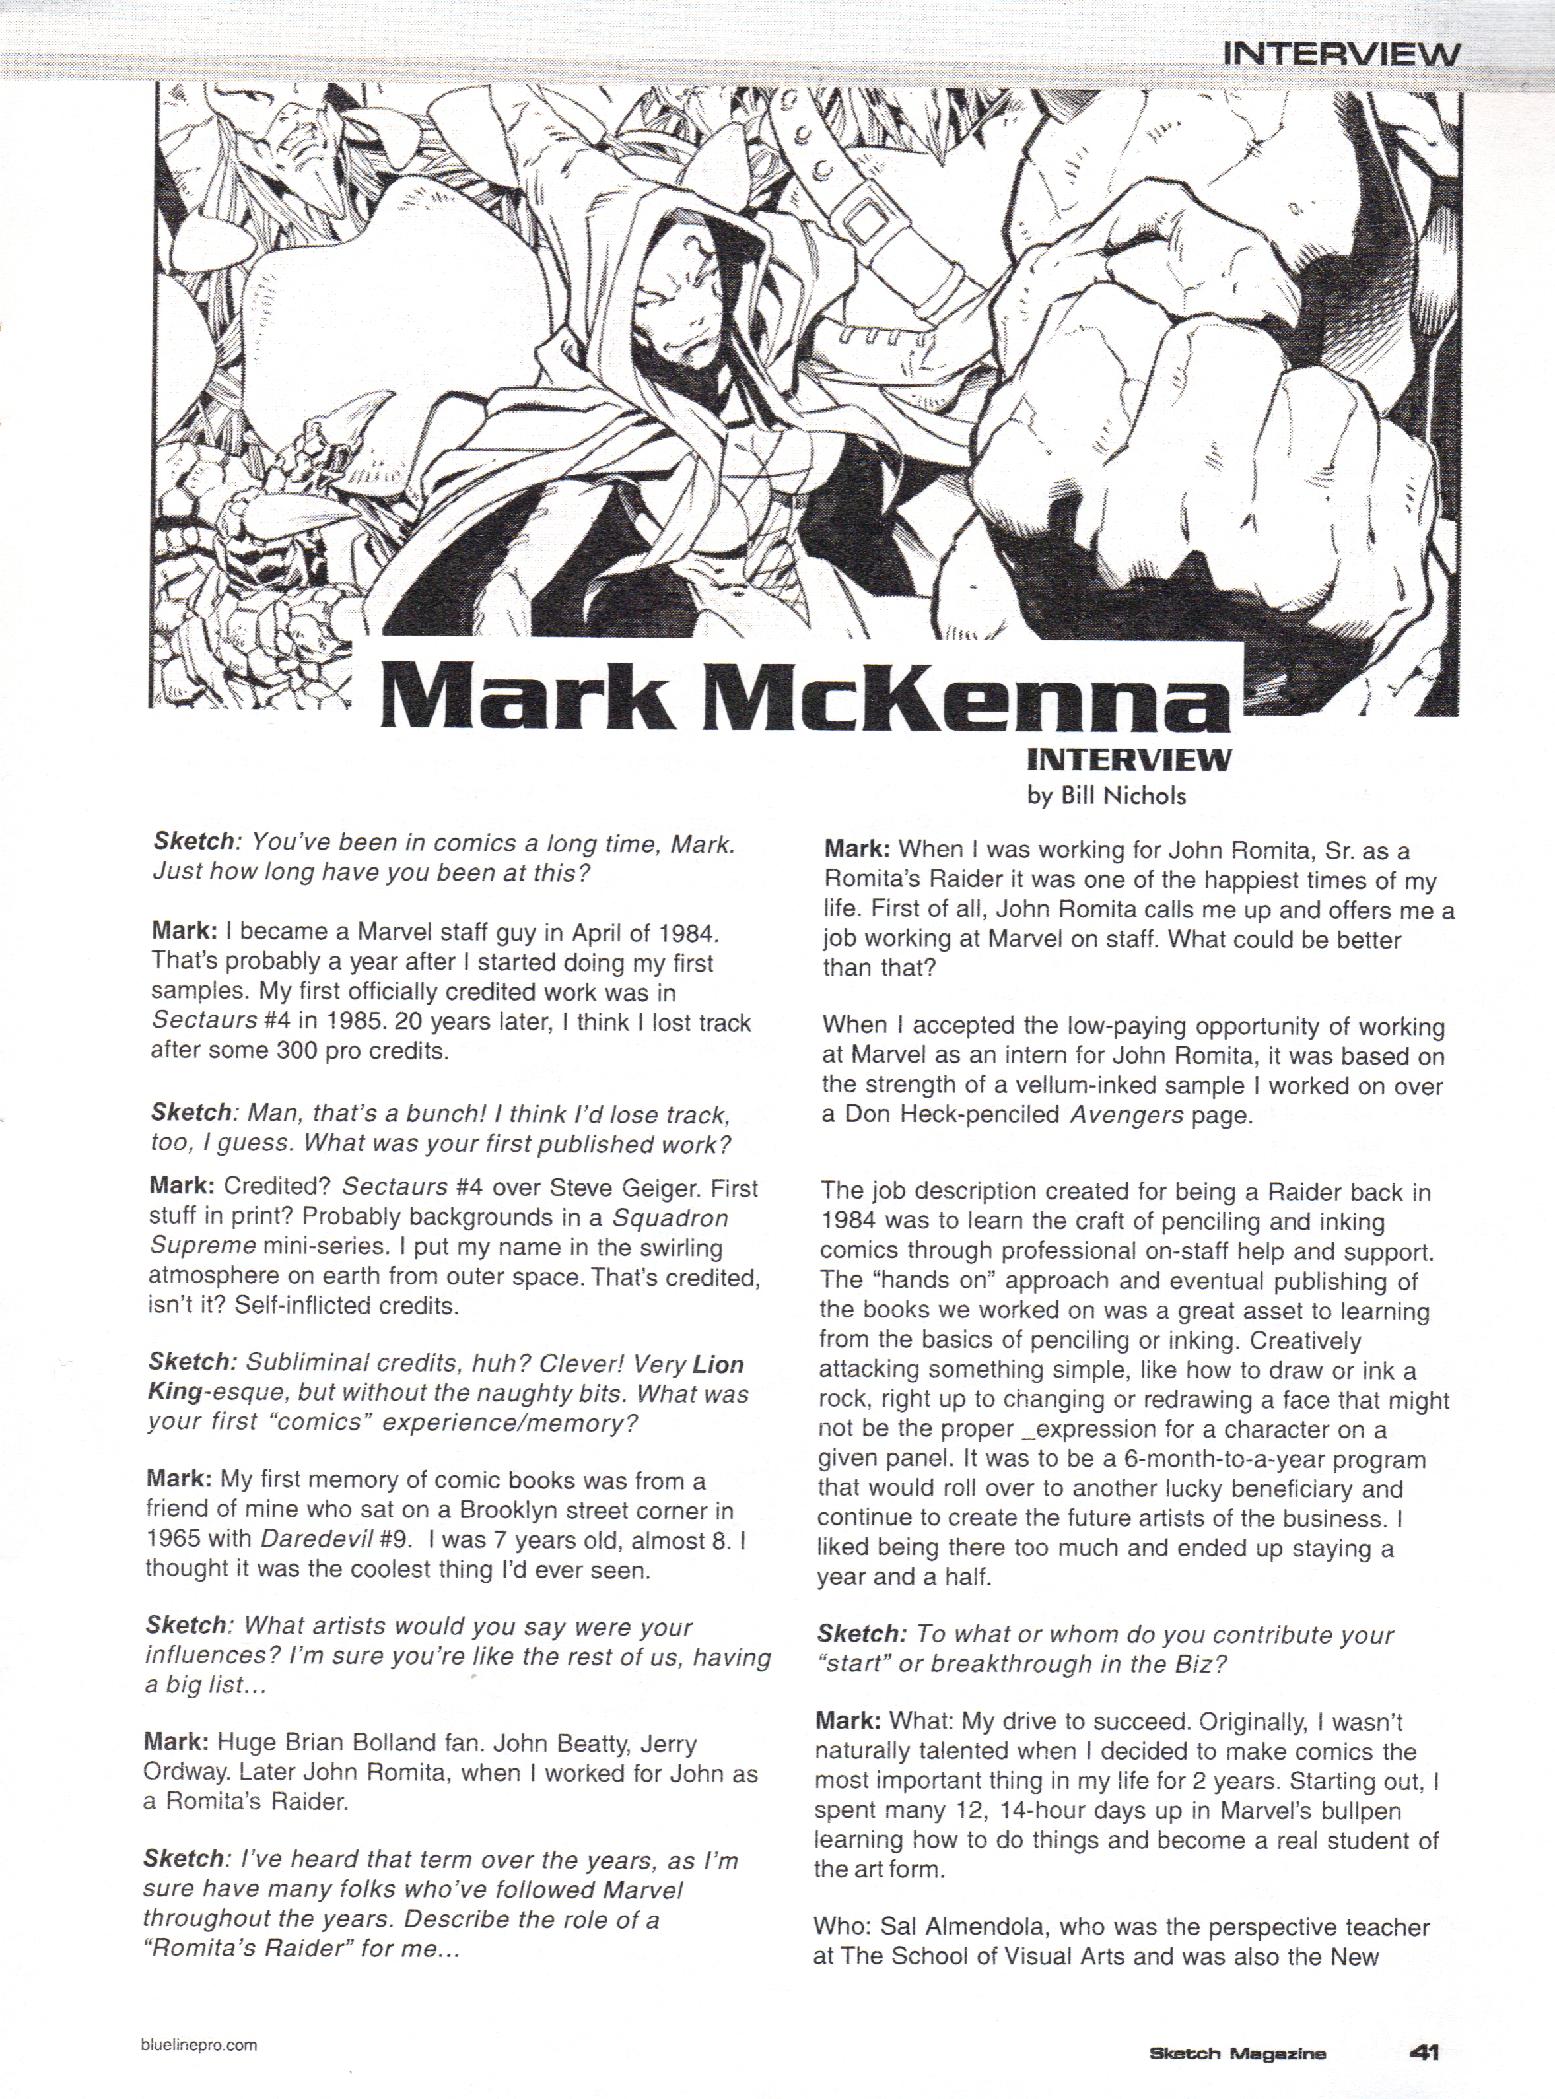 INTERVIEW
Mark McKenna
INTERVIEW
by Bill Nichols
Sketch: You've been in comics a long time, Mark.
Just how long have you been at this?
Mark: I became a Marvel staff guy in April of 1984.
That's probably a year after I started doing my first
samples. My first officially credited work was in
Sectaurs #4 in 1985. 20 years later, I think I lost track
after some 300 pro credits.
Sketch: Man, that's a bunch! I think I'd lose track,
too, I guess. What was your first published work?
Mark: Credited? Sectaurs #4 over Steve Geiger. First
stuff in print? Probably backgrounds in a Squadron
Supreme mini-series. I put my name in the swirling
atmosphere on earth from outer space. That's credited,
isn't it? Self-inflicted credits.
Sketch: Subliminal credits, huh? Clever! Very Lion
King-esque, but without the naughty bits. What was
your first “comics” experience/memory?
Mark: My first memory of comic books was from a
friend of mine who sat on a Brooklyn street corner in
1965 with Daredevil #9. I was 7 years old, almost 8. I
thought it was the coolest thing I'd ever seen.
Sketch: What artists would you say were your
influences? I'm sure you're like the rest of us, having
a big list...
Mark: Huge Brian Bolland fan. John Beatty, Jerry
Ordway. Later John Romita, when I worked for John as
a Romita's Raider.
Sketch: I've heard that term over the years, as I'm
sure have many folks who've followed Marvel
throughout the years. Describe the role of a
“Romita's Raider” for me...
Mark: When I was working for John Romita, Sr. as a
Romita's Raider it was one of the happiest times of my
life. First of all, John Romita calls me up and offers me a
job working at Marvel on staff. What could be better
than that?
When I accepted the low-paying opportunity of working
at Marvel as an intern for John Romita, it was based on
the strength of a vellum-inked sample I worked on over
a Don Heck-penciled Avengers page.
The job description created for being a Raider back in
1984 was to learn the craft of penciling and inking
comics through professional on-staff help and support.
The “hands on” approach and eventual publishing of
the books we worked on was a great asset to learning
from the basics of penciling or inking. Creatively
attacking something simple, like how to draw or ink a
rock, right up to changing or redrawing a face that might
not be the proper _expression for a character on a
given panel. It was to be a 6-month-to-a-year program
that would roll over to another lucky beneficiary and
continue to create the future artists of the business. I
liked being there too much and ended up staying a
year and a half.
Sketch: To what or whom do you contribute your
“start” or breakthrough in the Biz?
Mark: What: My drive to succeed. Originally, I wasn't
naturally talented when I decided to make comics the
most important thing in my life for 2 years. Starting out, I
spent many 12, 14-hour days up in Marvel's bullpen
learning how to do things and become a real student of
the art form.
Who: Sal Almendola, who was the perspective teacher
at The School of Visual Arts and was also the New
bluelinepro.com
Sketch Magazine 41